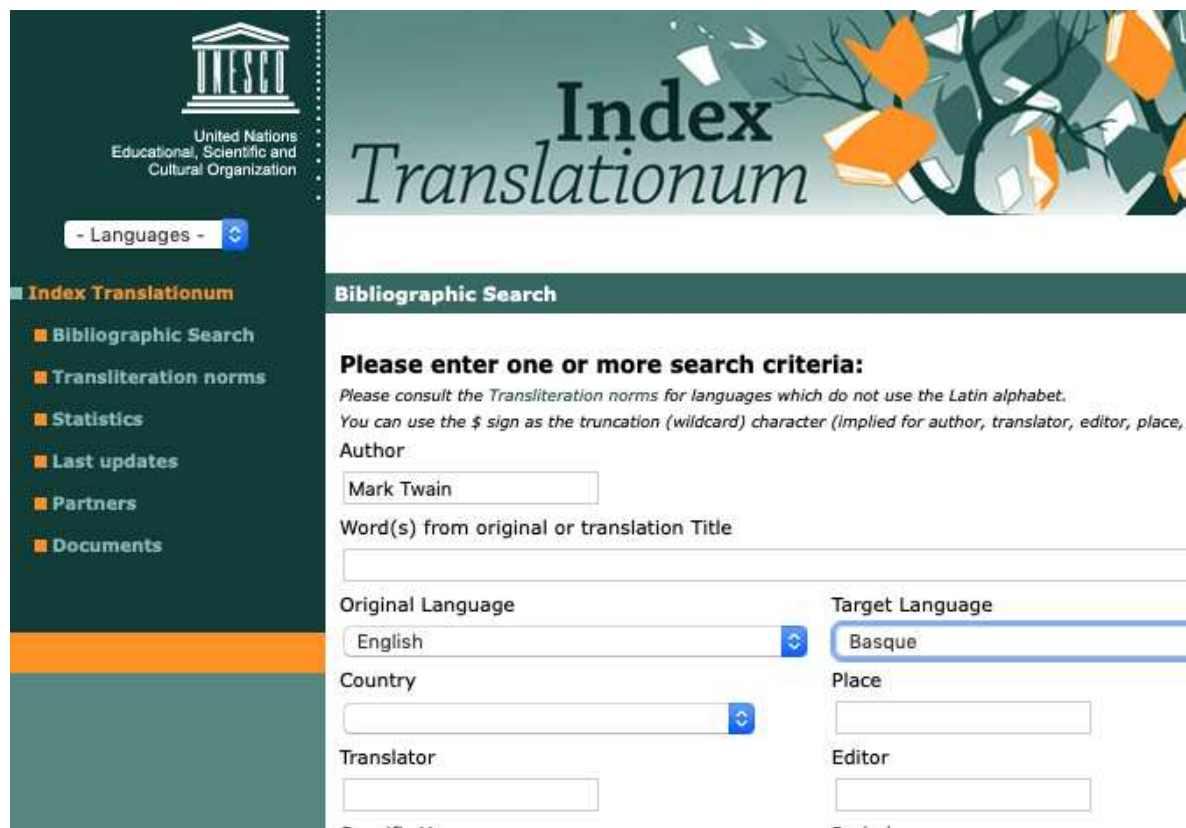 UNESCO
United Nations
Educational, Scientific and
Cultural Organization
- Languages -
Index Translationum
Bibliographic Search
Transliteration norms
Statistics
Last updates
Partners
Documents
Index
Translationum
Bibliographic Search
Please enter one or more search criteria:
Please consult the Transliteration norms for languages which do not use the Latin alphabet.
You can use the $ sign as the truncation (wildcard) character (implied for author, translator, editor, place,
Author
Mark Twain
Word(s) from original or translation Title
Original Language
Target Language
English
Basque
Country
Place
Translator
Editor